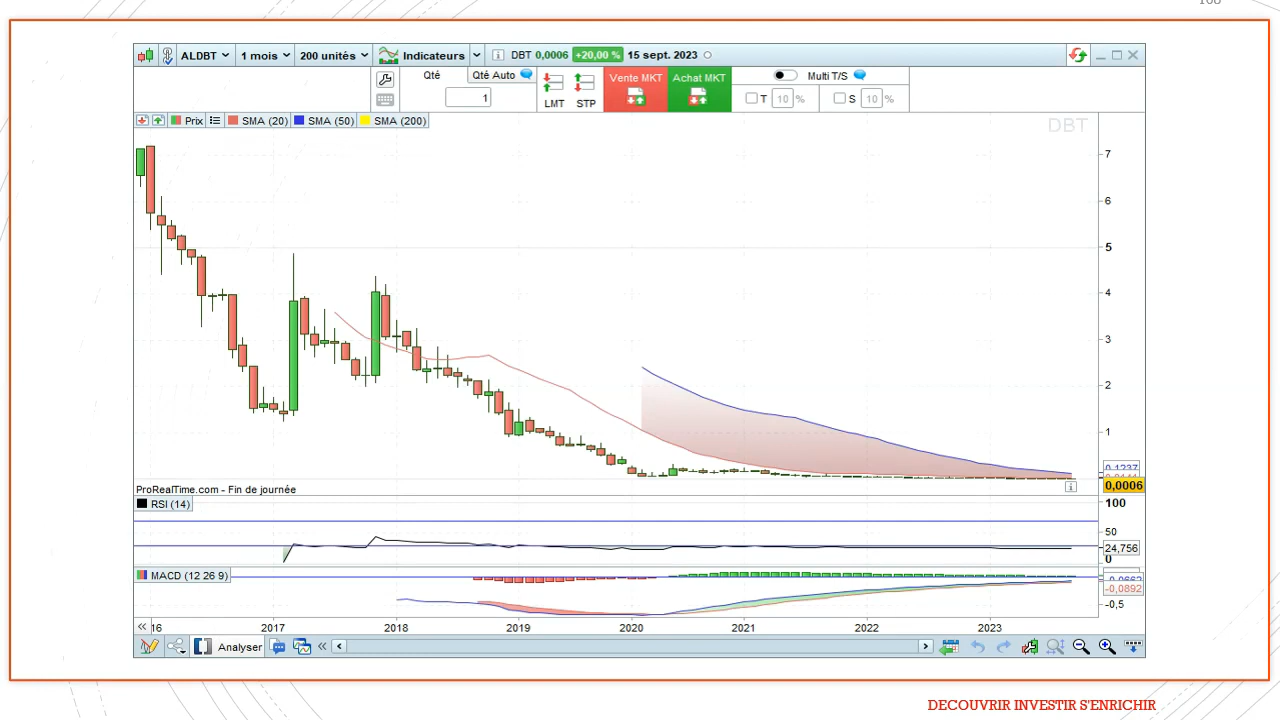 108
ALDBT 1 mois 200 unités Indicateurs DBT 0,0006 +20,00 % 15 sept. 2023
Qté Qté Auto Vente MKT Achat MKT Multi T/S
1 LMT STP T 10 % S 10 %
Prix SMA (20) SMA (50) SMA (200)
DBT
7
6
5
4
3
2
1
0,1237
0,0006
ProRealTime.com - Fin de journée
RSI (14)
100
50
24,756
0
MACD (12 26 9)
-0,0892
-0,5
16 2017 2018 2019 2020 2021 2022 2023
Analyser
DECOUVRIR INVESTIR S'ENRICHIR